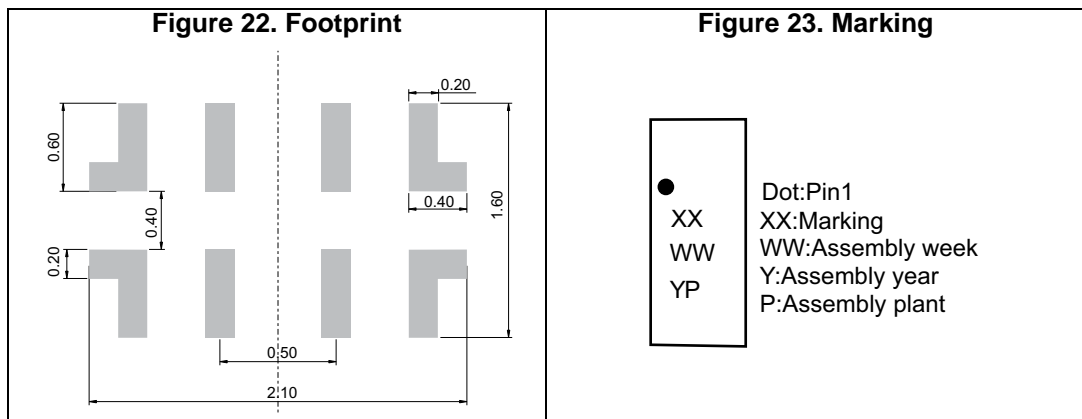 Figure 22. Footprint
0.20
0.60
0.40
0.40
1.60
0.20
0.50
2.10
Figure 23. Marking
XX
WW
YP
Dot:Pin1
XX:Marking
WW:Assembly week
Y:Assembly year
P:Assembly plant